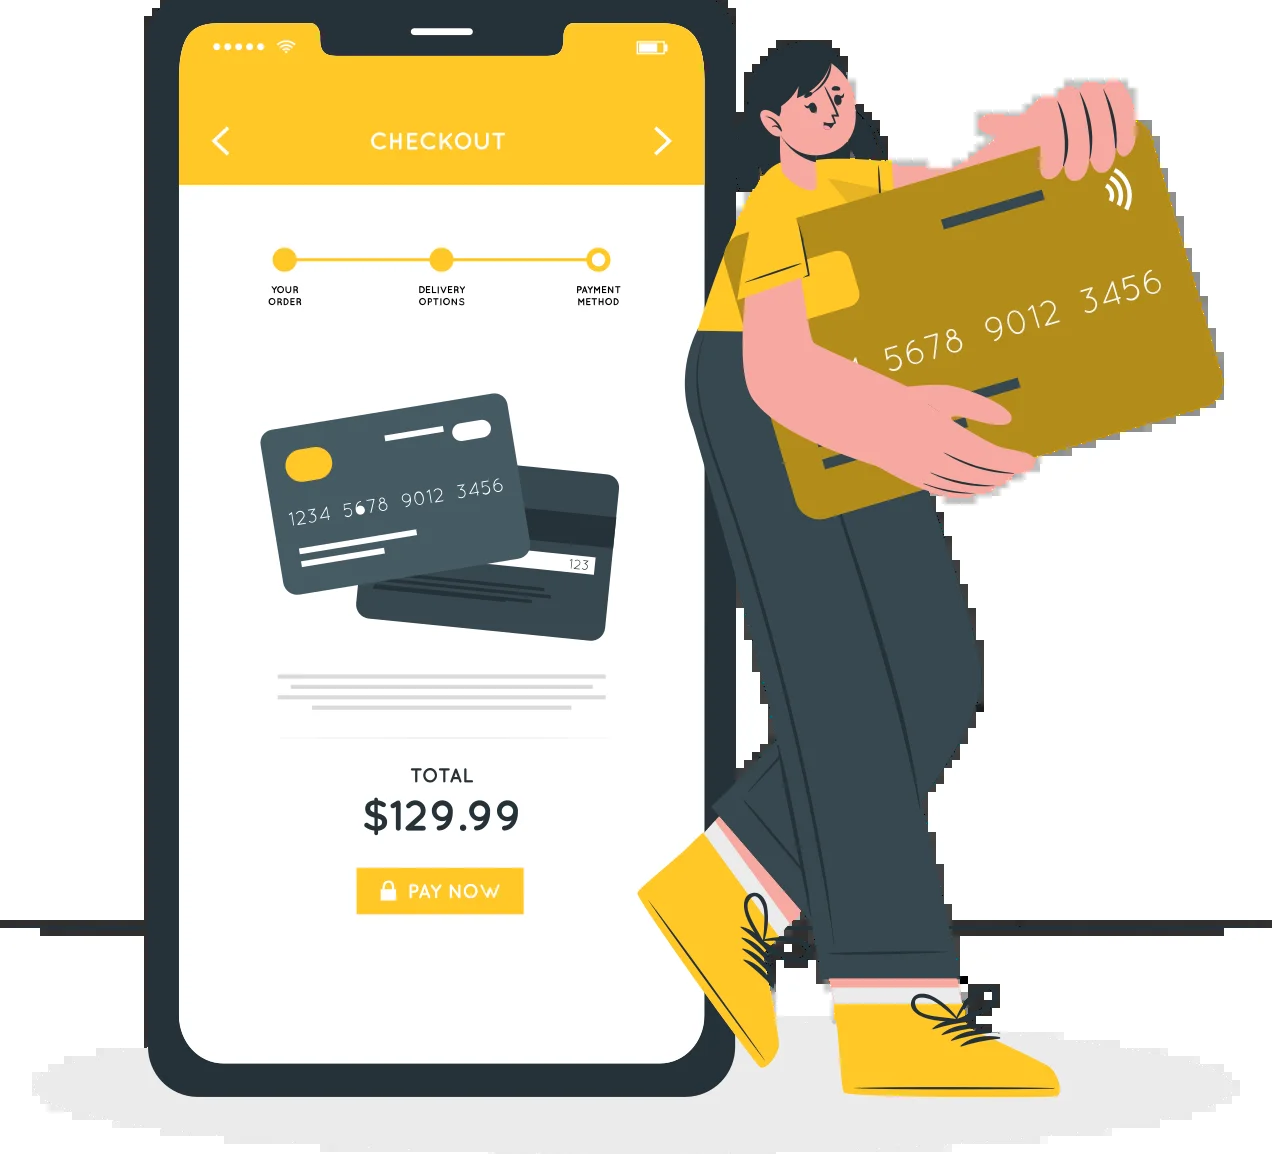 CHECKOUT
YOUR
ORDER
DELIVERY
OPTIONS
PAYMENT
METHOD
1234 5678 9012 3456
123
TOTAL
$129.99
PAY NOW
5678 9012 3456